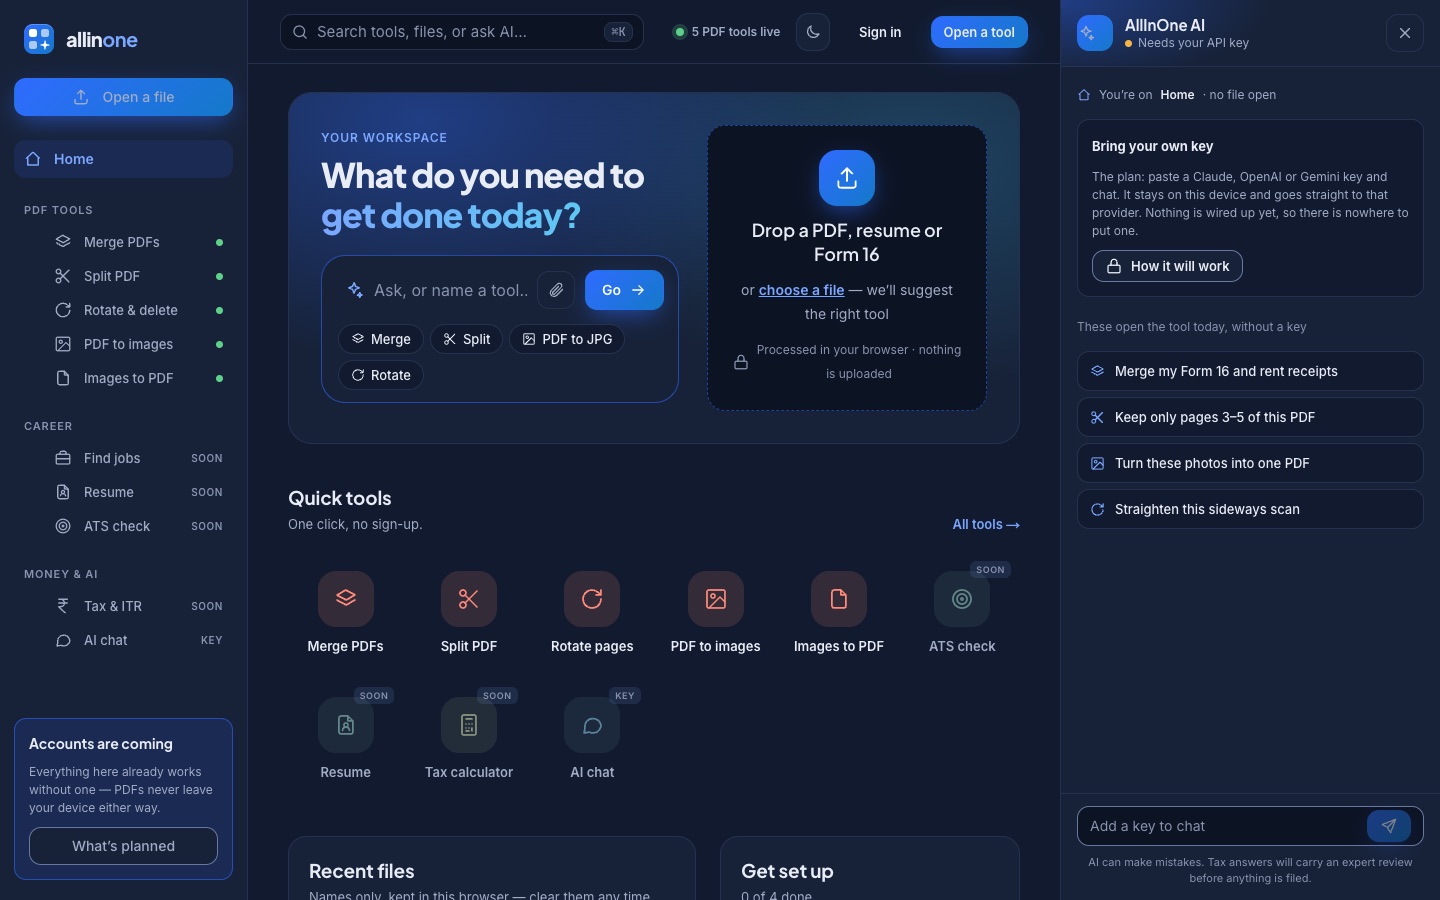 allinone
Open a file
Home
PDF TOOLS
Merge PDFs
Split PDF
Rotate & delete
PDF to images
Images to PDF
CAREER
Find jobs SOON
Resume SOON
ATS check SOON
MONEY & AI
Tax & ITR SOON
AI chat KEY
Accounts are coming
Everything here already works
without one — PDFs never leave
your device either way.
What's planned
Search tools, files, or ask AI...
⌘K
5 PDF tools live
Sign in
Open a tool
YOUR WORKSPACE
What do you need to
get done today?
Ask, or name a tool..
Go →
Merge
Split
PDF to JPG
Rotate
Drop a PDF, resume or
Form 16
or choose a file — we'll suggest
the right tool
Processed in your browser · nothing
is uploaded
Quick tools
One click, no sign-up.
All tools →
Merge PDFs
Split PDF
Rotate pages
PDF to images
Images to PDF
SOON
ATS check
SOON
Resume
SOON
Tax calculator
KEY
AI chat
Recent files
Names only, kept in this browser — clear them any time.
Get set up
0 of 4 done
AllInOne AI
Needs your API key
You're on Home · no file open
Bring your own key
The plan: paste a Claude, OpenAI or Gemini key and
chat. It stays on this device and goes straight to that
provider. Nothing is wired up yet, so there is nowhere to
put one.
How it will work
These open the tool today, without a key
Merge my Form 16 and rent receipts
Keep only pages 3–5 of this PDF
Turn these photos into one PDF
Straighten this sideways scan
Add a key to chat
AI can make mistakes. Tax answers will carry an expert review
before anything is filed.